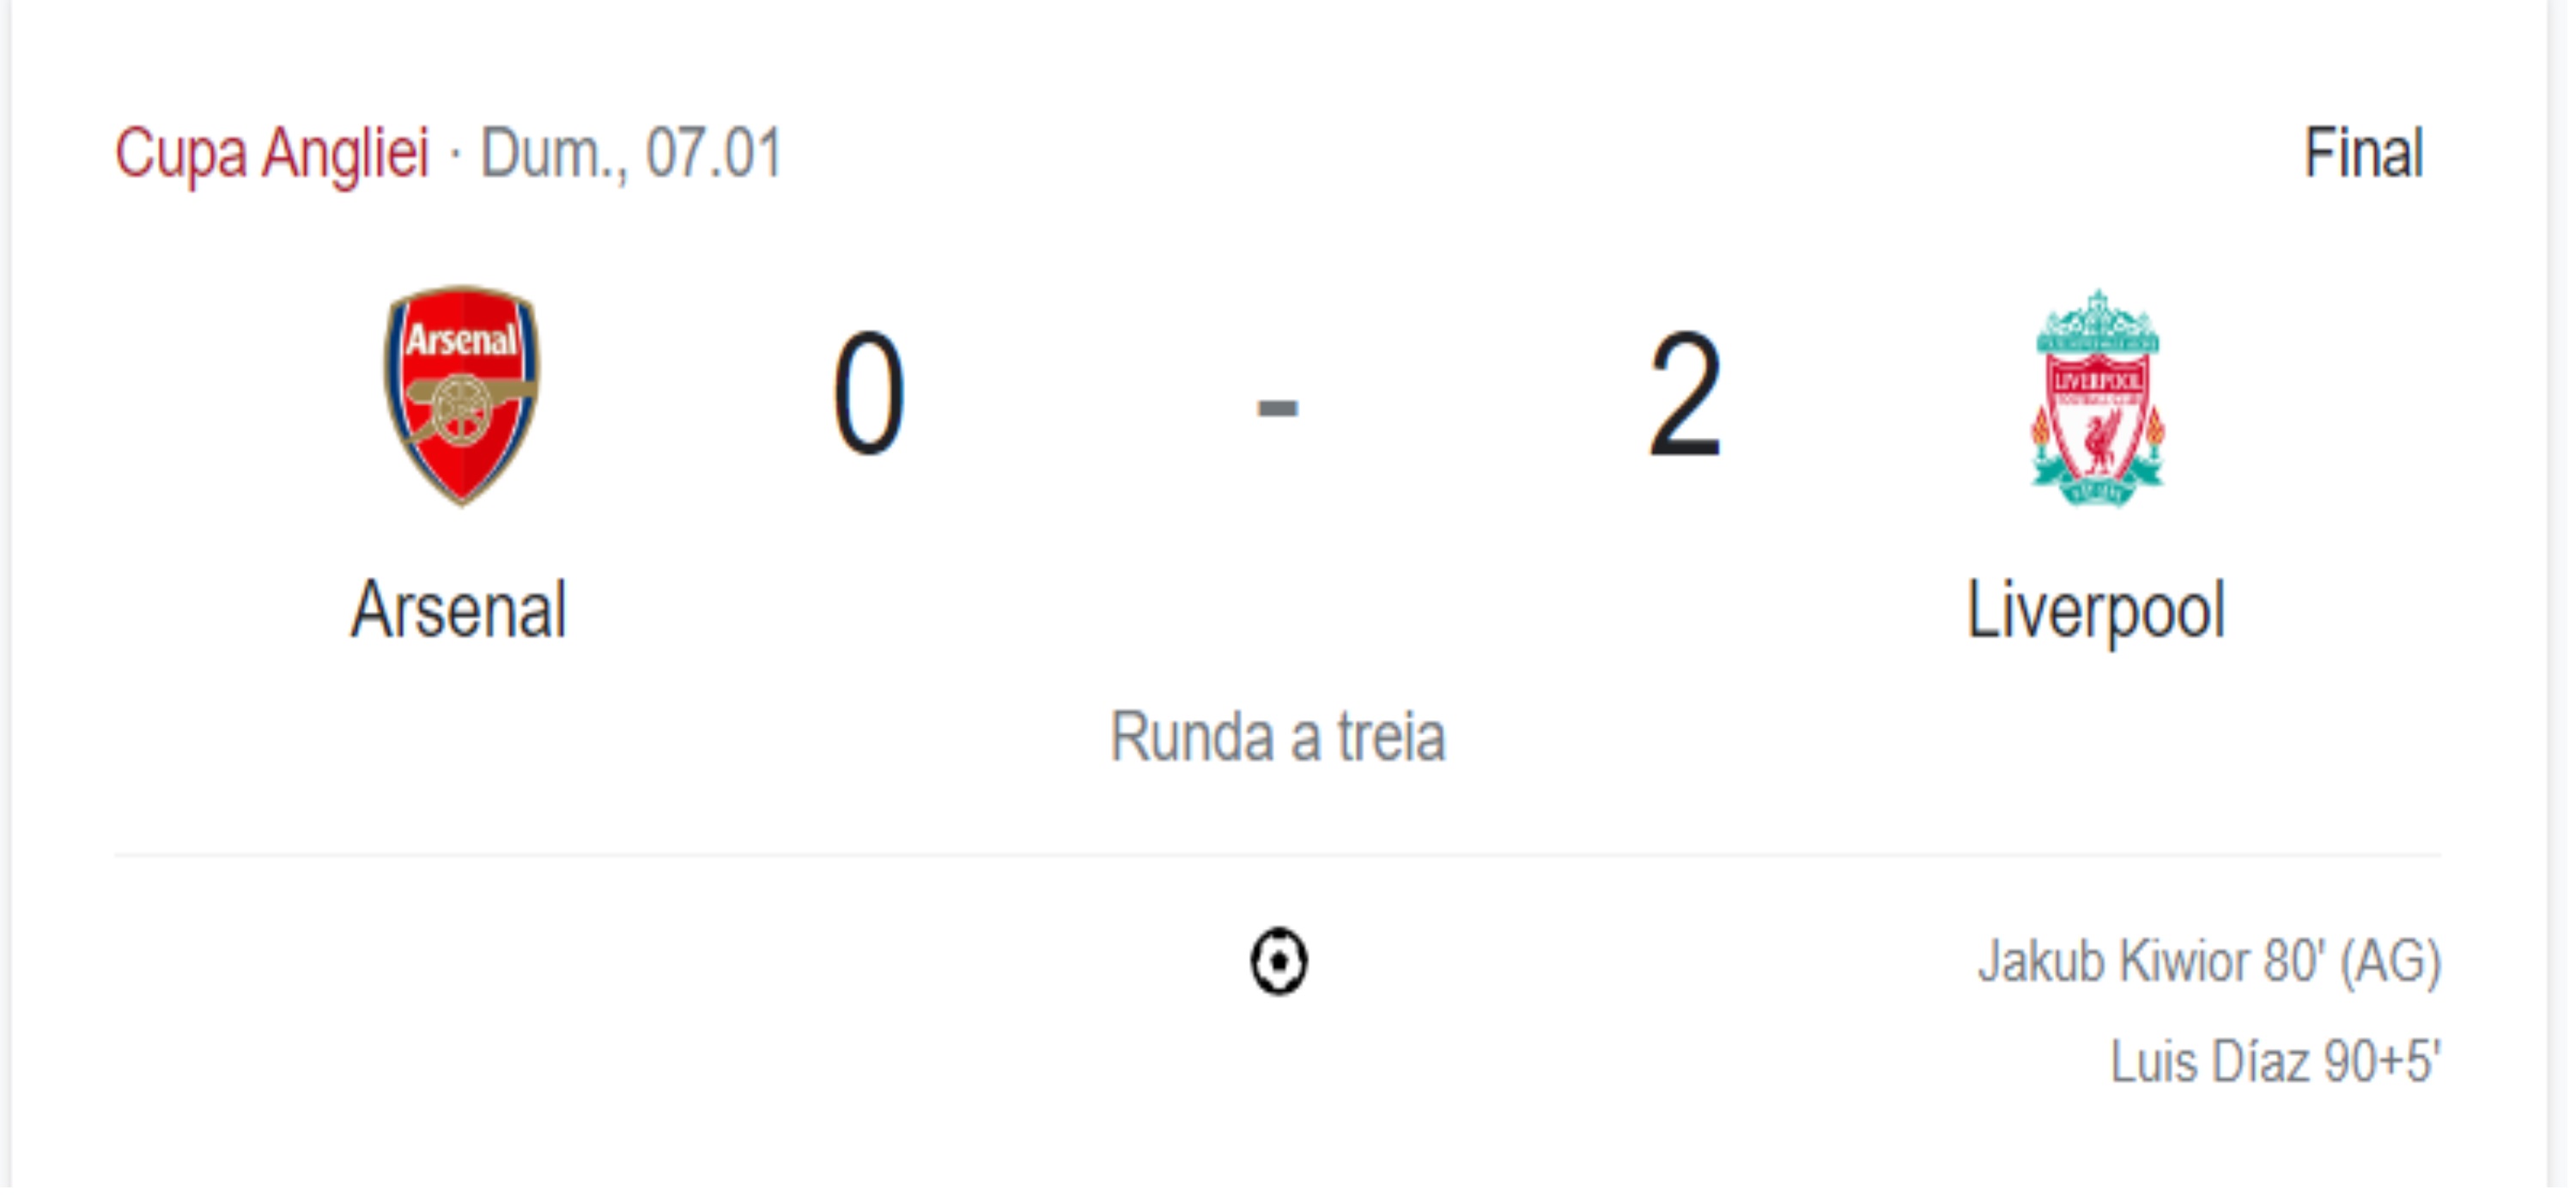 Cupa Angliei · Dum., 07.01
Final
Arsenal
0 - 2
LIVERPOOL
Arsenal
Liverpool
Runda a treia
Jakub Kiwior 80' (AG)
Luis Díaz 90+5'